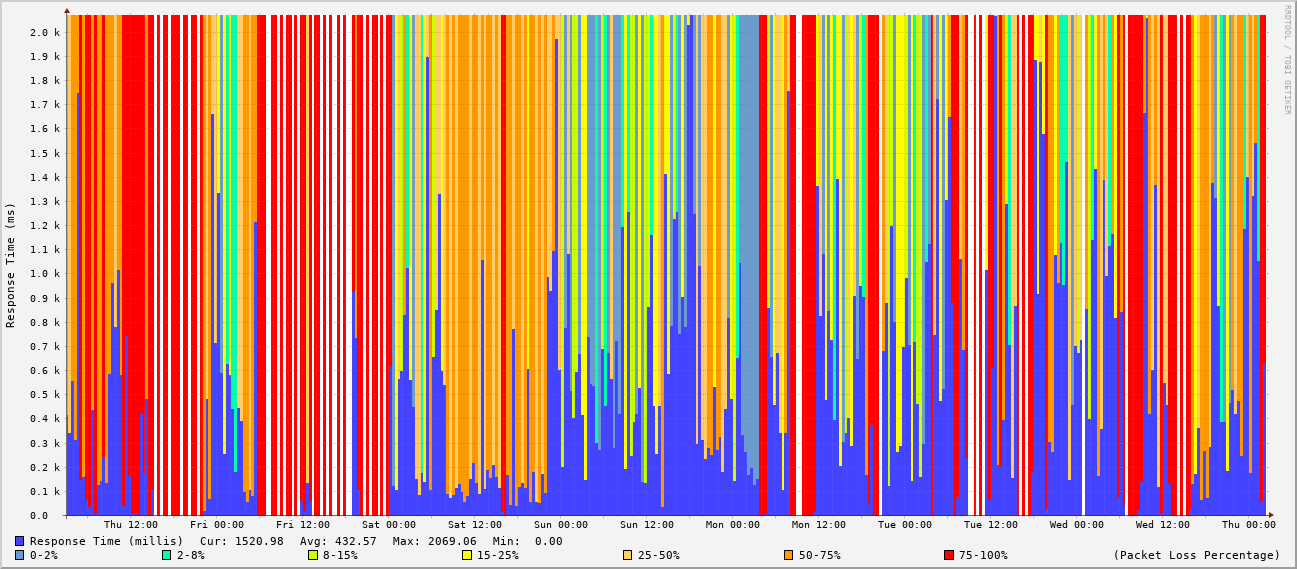 RRDTOOL / TOBI OETIKER
Response Time (ms)
2.0 k
1.9 k
1.8 k
1.7 k
1.6 k
1.5 k
1.4 k
1.3 k
1.2 k
1.1 k
1.0 k
0.9 k
0.8 k
0.7 k
0.6 k
0.5 k
0.4 k
0.3 k
0.2 k
0.1 k
0.0
Thu 12:00 Fri 00:00 Fri 12:00 Sat 00:00 Sat 12:00 Sun 00:00 Sun 12:00 Mon 00:00 Mon 12:00 Tue 00:00 Tue 12:00 Wed 00:00 Wed 12:00 Thu 00:00
Response Time (millis) Cur: 1520.98 Avg: 432.57 Max: 2069.06 Min: 0.00
0-2% 2-8% 8-15% 15-25% 25-50% 50-75% 75-100% (Packet Loss Percentage)